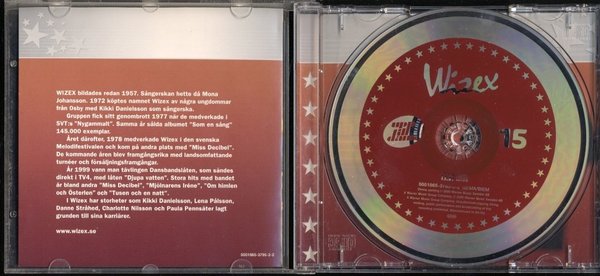 WIZEX bildades redan 1957. Sångerskan hette då Mona
Johansson. 1972 köptes namnet Wizex av några ungdommar
från Osby med Kikki Danielsson som sångerska.
Gruppen fick sitt genombrott 1977 när de medverkade i
SVT:s "Nygammalt". Samma år sålde albumet "Som en sång"
145.000 exemplar.
Året därefter, 1978 medverkade Wizex i den svenska
Melodifestivalen och kom på andra plats med "Miss Decibel".
De kommande åren blev framgångsrika med landsomfattande
turnéer och försäljningsframgångar.
År 1999 vann man tävlingen Dansbandslåten, som sändes
direkt i TV4, med låten "Djupa vatten". Stora hits med bandet
är bland andra "Miss Decibel", "Mjölnarens Iréne", "Om himlen
och Österlen" och "Tusen och en natt".
I Wizex har storheter som Kikki Danielsson, Lena Pålsson,
Danne Stråhed, Charlotte Nilsson och Paula Pennsäter lagt
grunden till sina karriärer.
www.wizex.se
5051865-3795-2-2
Wizex
15